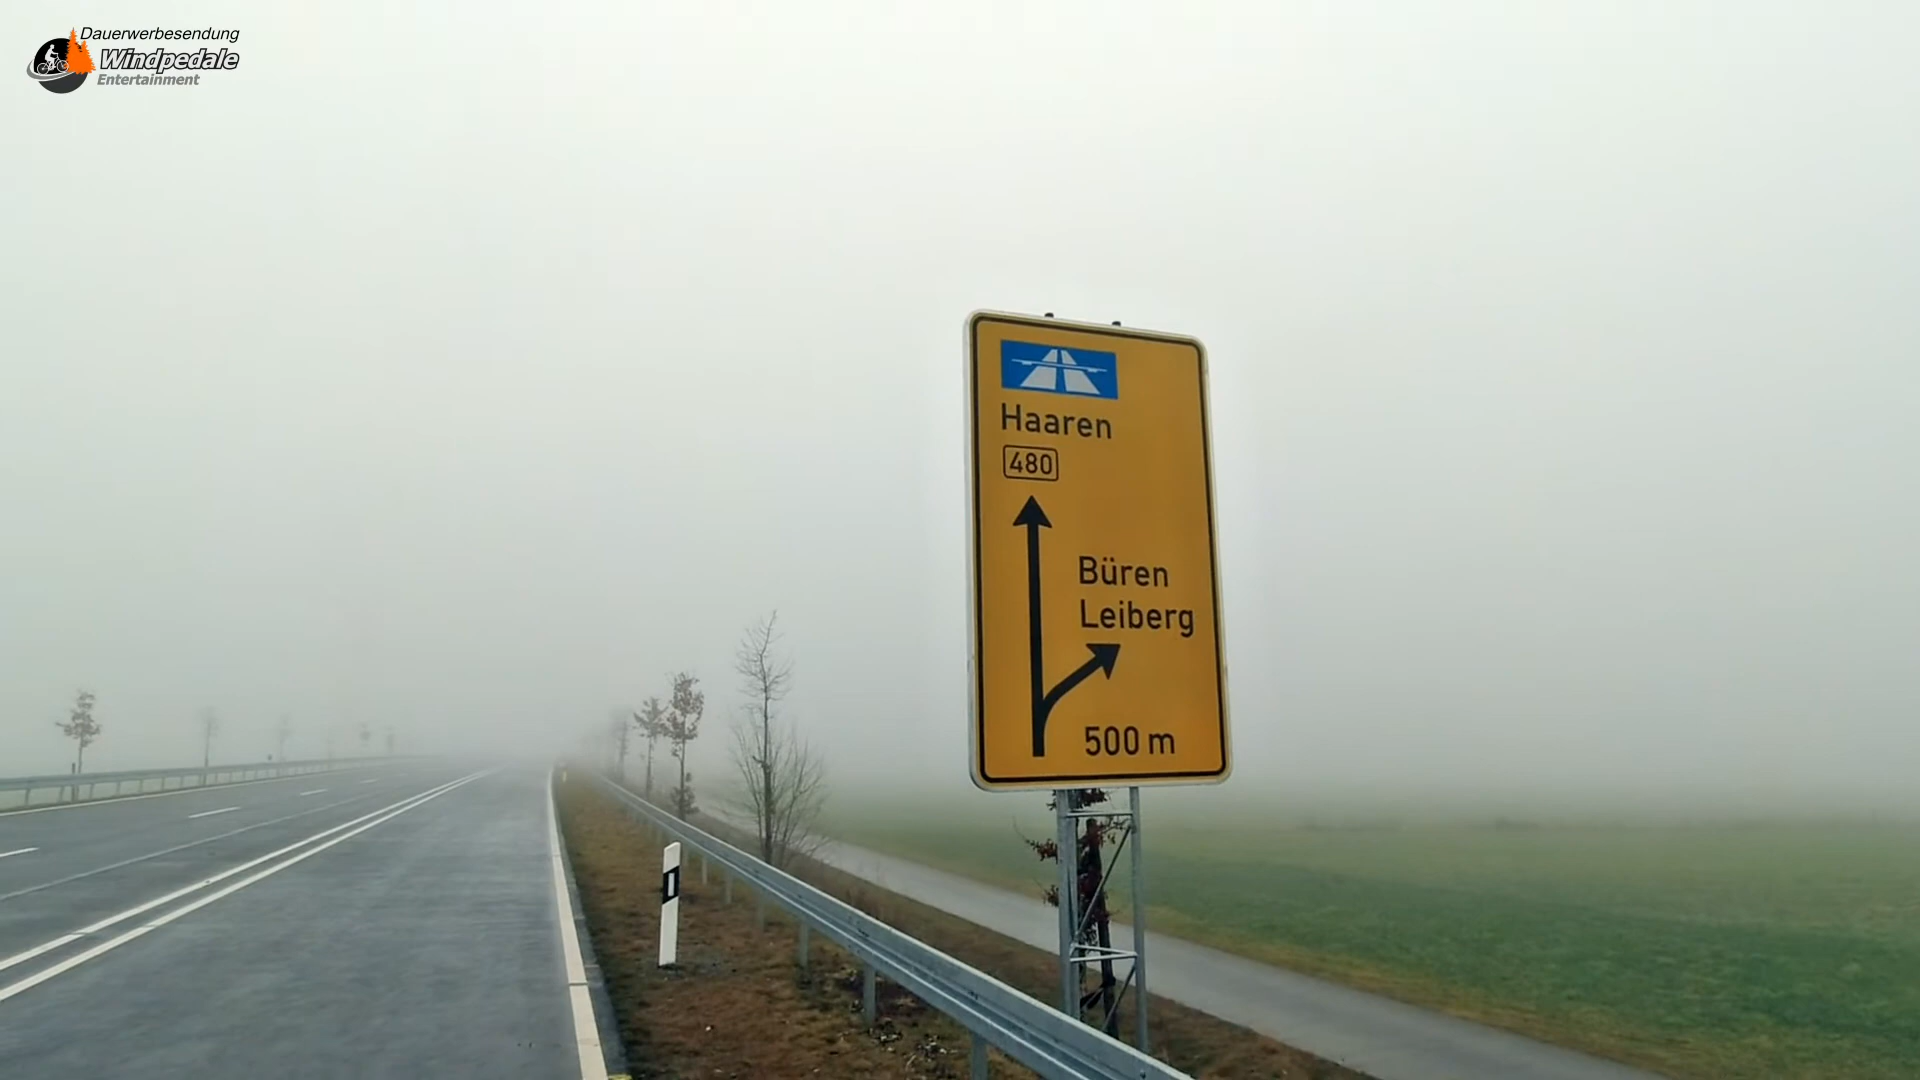 Dauerwerbesendung
Windpedale
Entertainment
Haaren
480
Büren
Leiberg
500 m